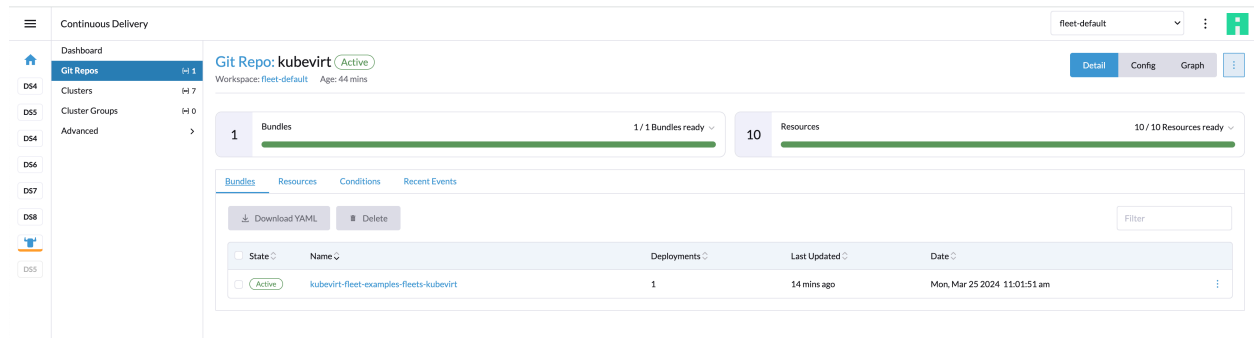 Continuous Delivery
fleet-default
DS4
DS5
DS4
DS6
DS7
DS8
DS5
Dashboard
Git Repos 1
Clusters 7
Cluster Groups 0
Advanced
Git Repo: kubevirt Active
Workspace: fleet-default Age: 44 mins
Detail Config Graph
1 Bundles 1 / 1 Bundles ready
10 Resources 10 / 10 Resources ready
Bundles Resources Conditions Recent Events
Download YAML Delete
Filter
State Name Deployments Last Updated Date
Active kubevirt-fleet-examples-fleets-kubevirt 1 14 mins ago Mon, Mar 25 2024 11:01:51 am